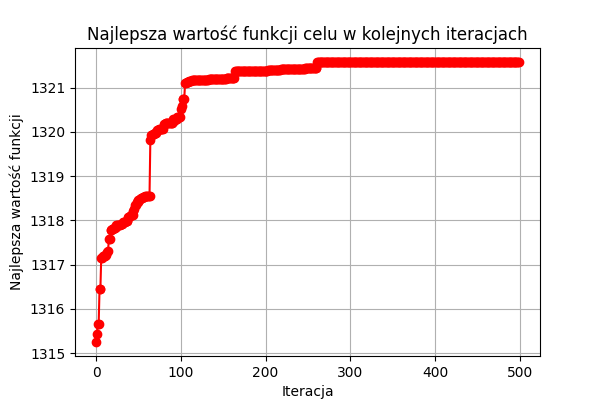 Najlepsza wartość funkcji celu w kolejnych iteracjach
Najlepsza wartość funkcji
1321
1320
1319
1318
1317
1316
1315
0 100 200 300 400 500
Iteracja